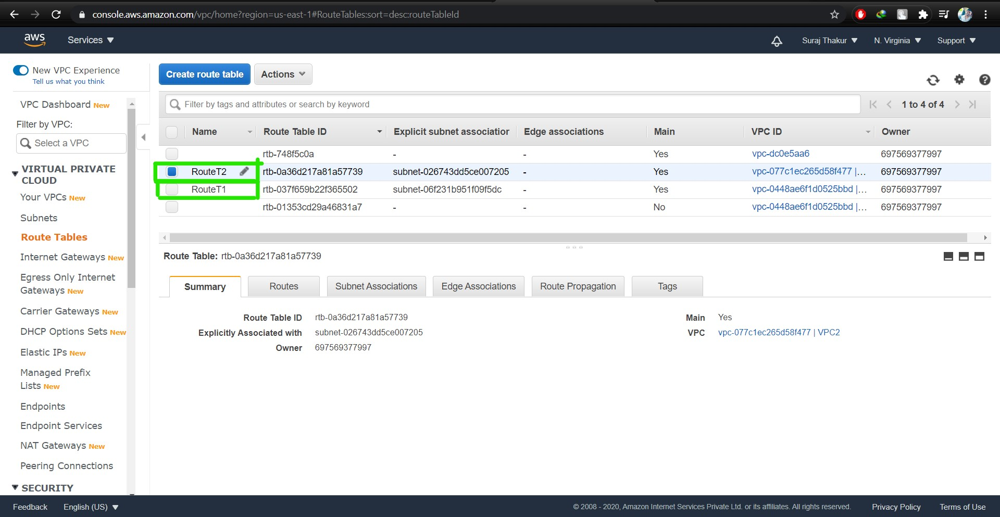 console.aws.amazon.com/vpc/home?region=us-east-1#RouteTables:sort=desc:routeTableId
aws Services Suraj Thakur N. Virginia Support
New VPC Experience
Tell us what you think
Create route table Actions
VPC Dashboard New
Filter by VPC:
Select a VPC
VIRTUAL PRIVATE
CLOUD
Your VPCs New
Subnets
Route Tables
Internet Gateways New
Egress Only Internet
Gateways New
Carrier Gateways New
DHCP Options Sets New
Elastic IPs New
Managed Prefix
Lists New
Endpoints
Endpoint Services
NAT Gateways New
Peering Connections
SECURITY
Filter by tags and attributes or search by keyword 1 to 4 of 4
Name Route Table ID Explicit subnet association Edge associations Main VPC ID Owner
rtb-748f5c0a - - Yes vpc-dc0e5aa6 697569377997
RouteT2 rtb-0a36d217a81a57739 subnet-026743dd5ce007205 - Yes vpc-077c1ec265d58f477 |... 697569377997
RouteT1 rtb-037f659b22f365502 subnet-06f231b951f09f5dc - Yes vpc-0448ae6f1d0525bbd |... 697569377997
rtb-01353cd29a46831a7 - - No vpc-0448ae6f1d0525bbd |... 697569377997
Route Table: rtb-0a36d217a81a57739
Summary Routes Subnet Associations Edge Associations Route Propagation Tags
Route Table ID rtb-0a36d217a81a57739 Main Yes
Explicitly Associated with subnet-026743dd5ce007205 VPC vpc-077c1ec265d58f477 | VPC2
Owner 697569377997
Feedback English (US) © 2008 - 2020, Amazon Internet Services Private Ltd. or its affiliates. All rights reserved. Privacy Policy Terms of Use